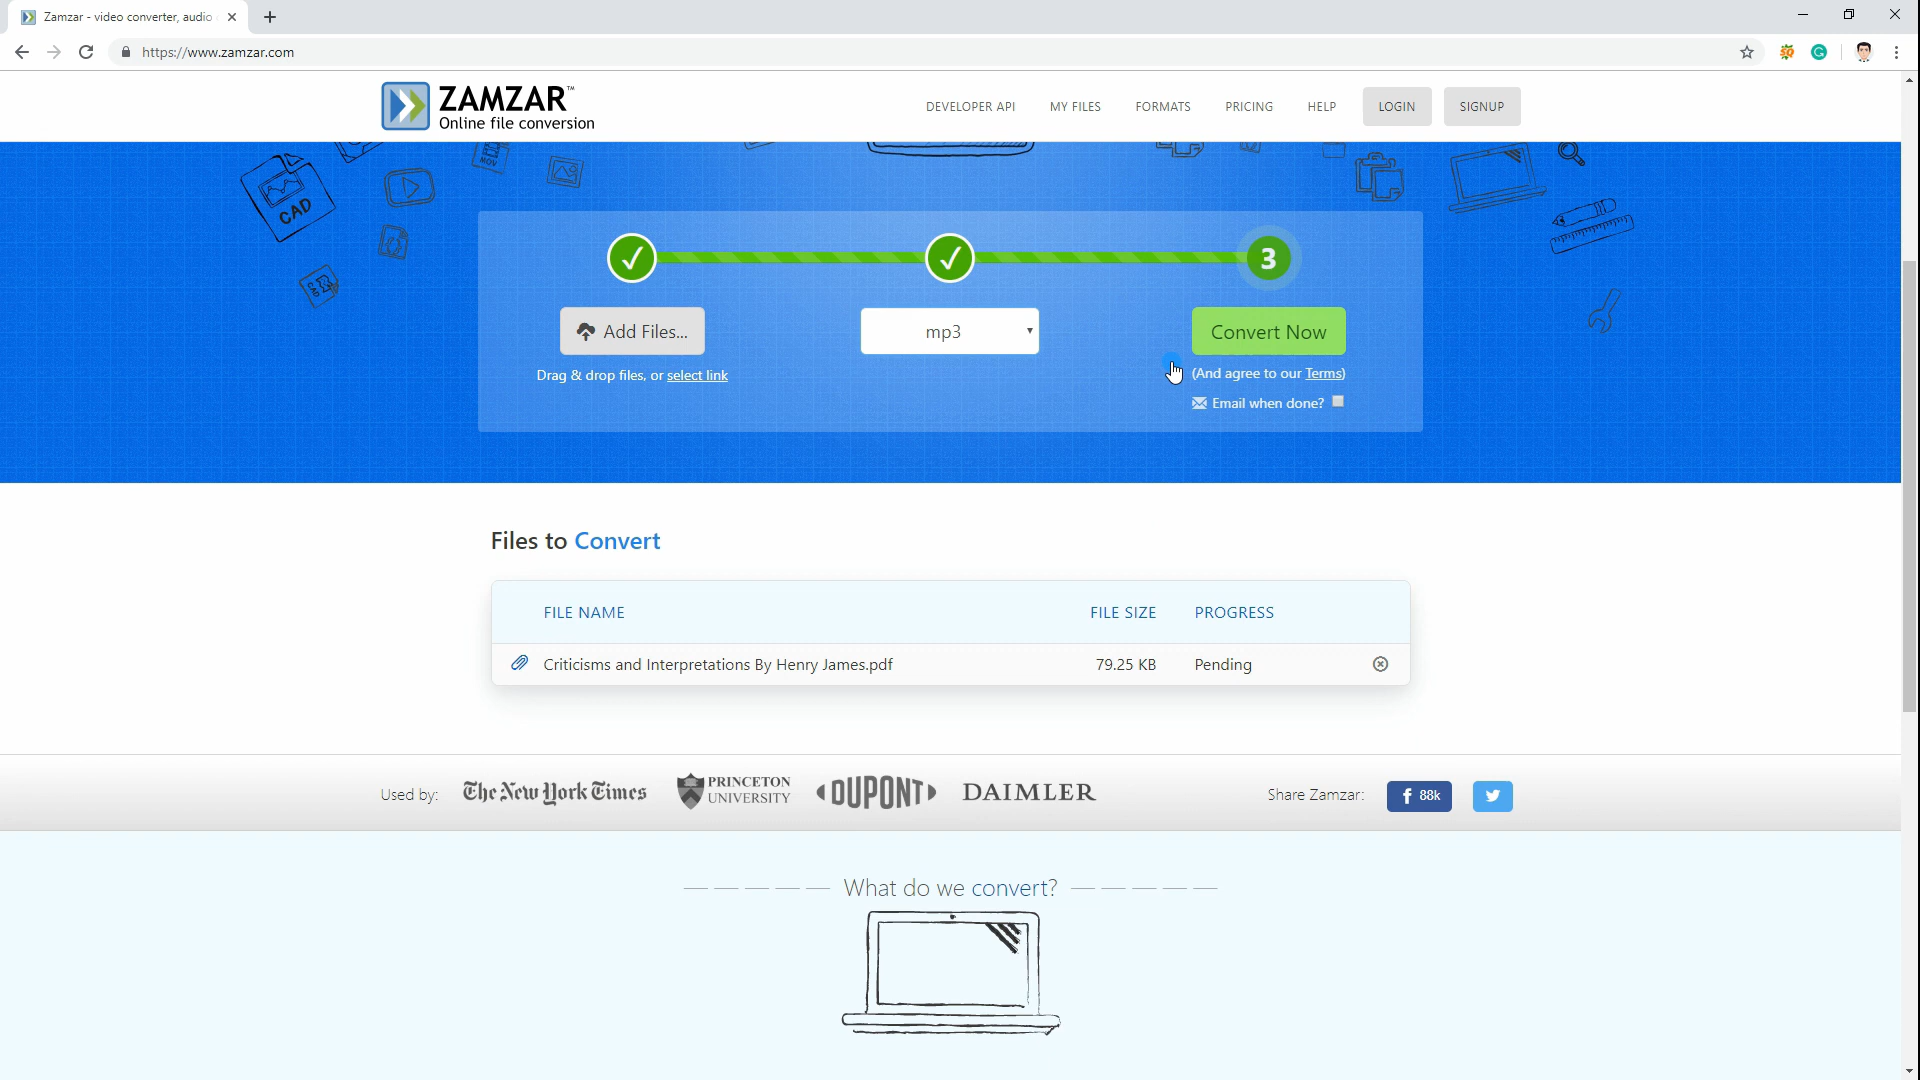 Zamzar - video converter, audio
https://www.zamzar.com
ZAMZAR™
Online file conversion
DEVELOPER API
MY FILES
FORMATS
PRICING
HELP
LOGIN
SIGNUP
MOV
CAD
CAD
3
Add Files...
mp3
Convert Now
Drag & drop files, or select link
(And agree to our Terms)
Email when done?
Files to Convert
FILE NAME FILE SIZE PROGRESS
Criticisms and Interpretations By Henry James.pdf 79.25 KB Pending
Used by:
The New York Times
PRINCETON
UNIVERSITY
DUPONT
DAIMLER
Share Zamzar:
88k
What do we convert?